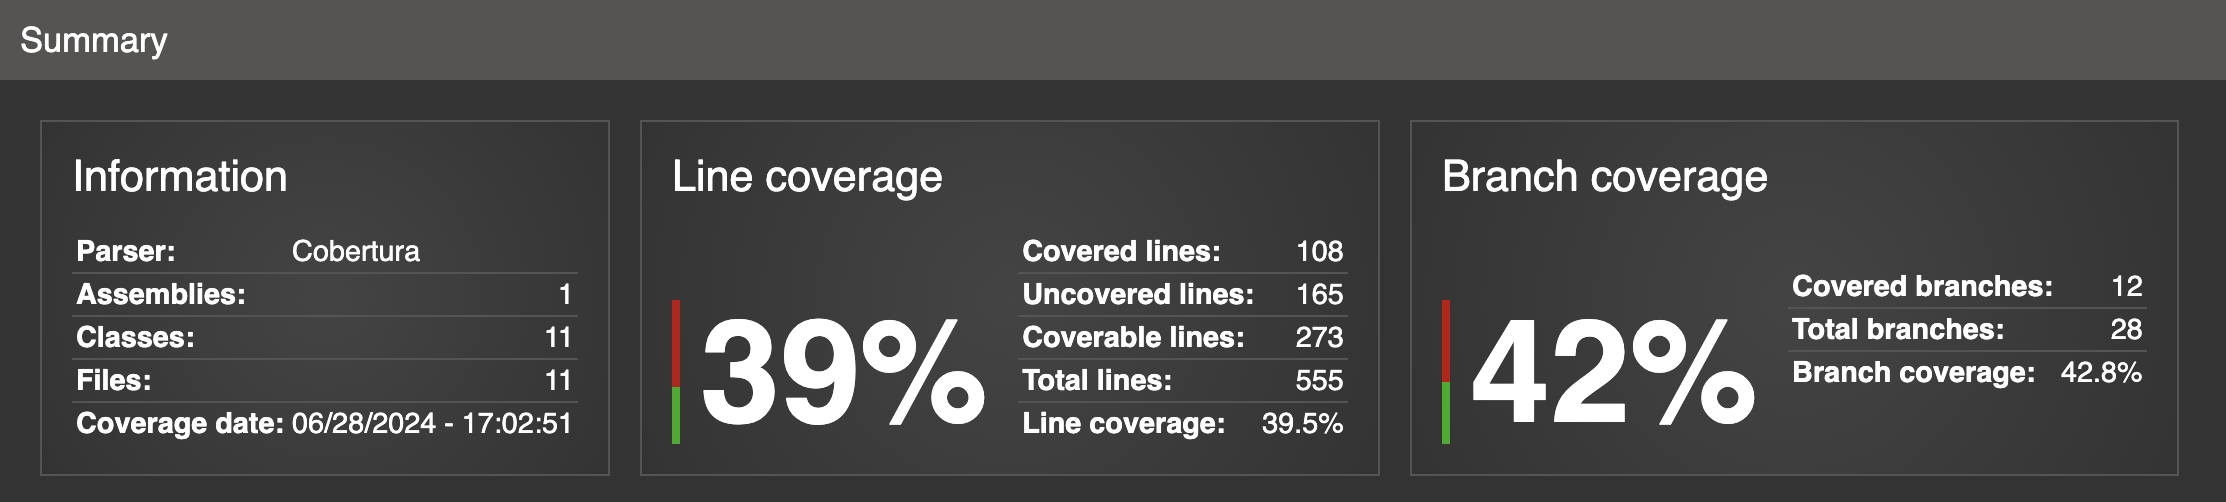 Summary
Information
Parser: Cobertura
Assemblies: 1
Classes: 11
Files: 11
Coverage date: 06/28/2024 - 17:02:51
Line coverage
39%
Covered lines: 108
Uncovered lines: 165
Coverable lines: 273
Total lines: 555
Line coverage: 39.5%
Branch coverage
42%
Covered branches: 12
Total branches: 28
Branch coverage: 42.8%